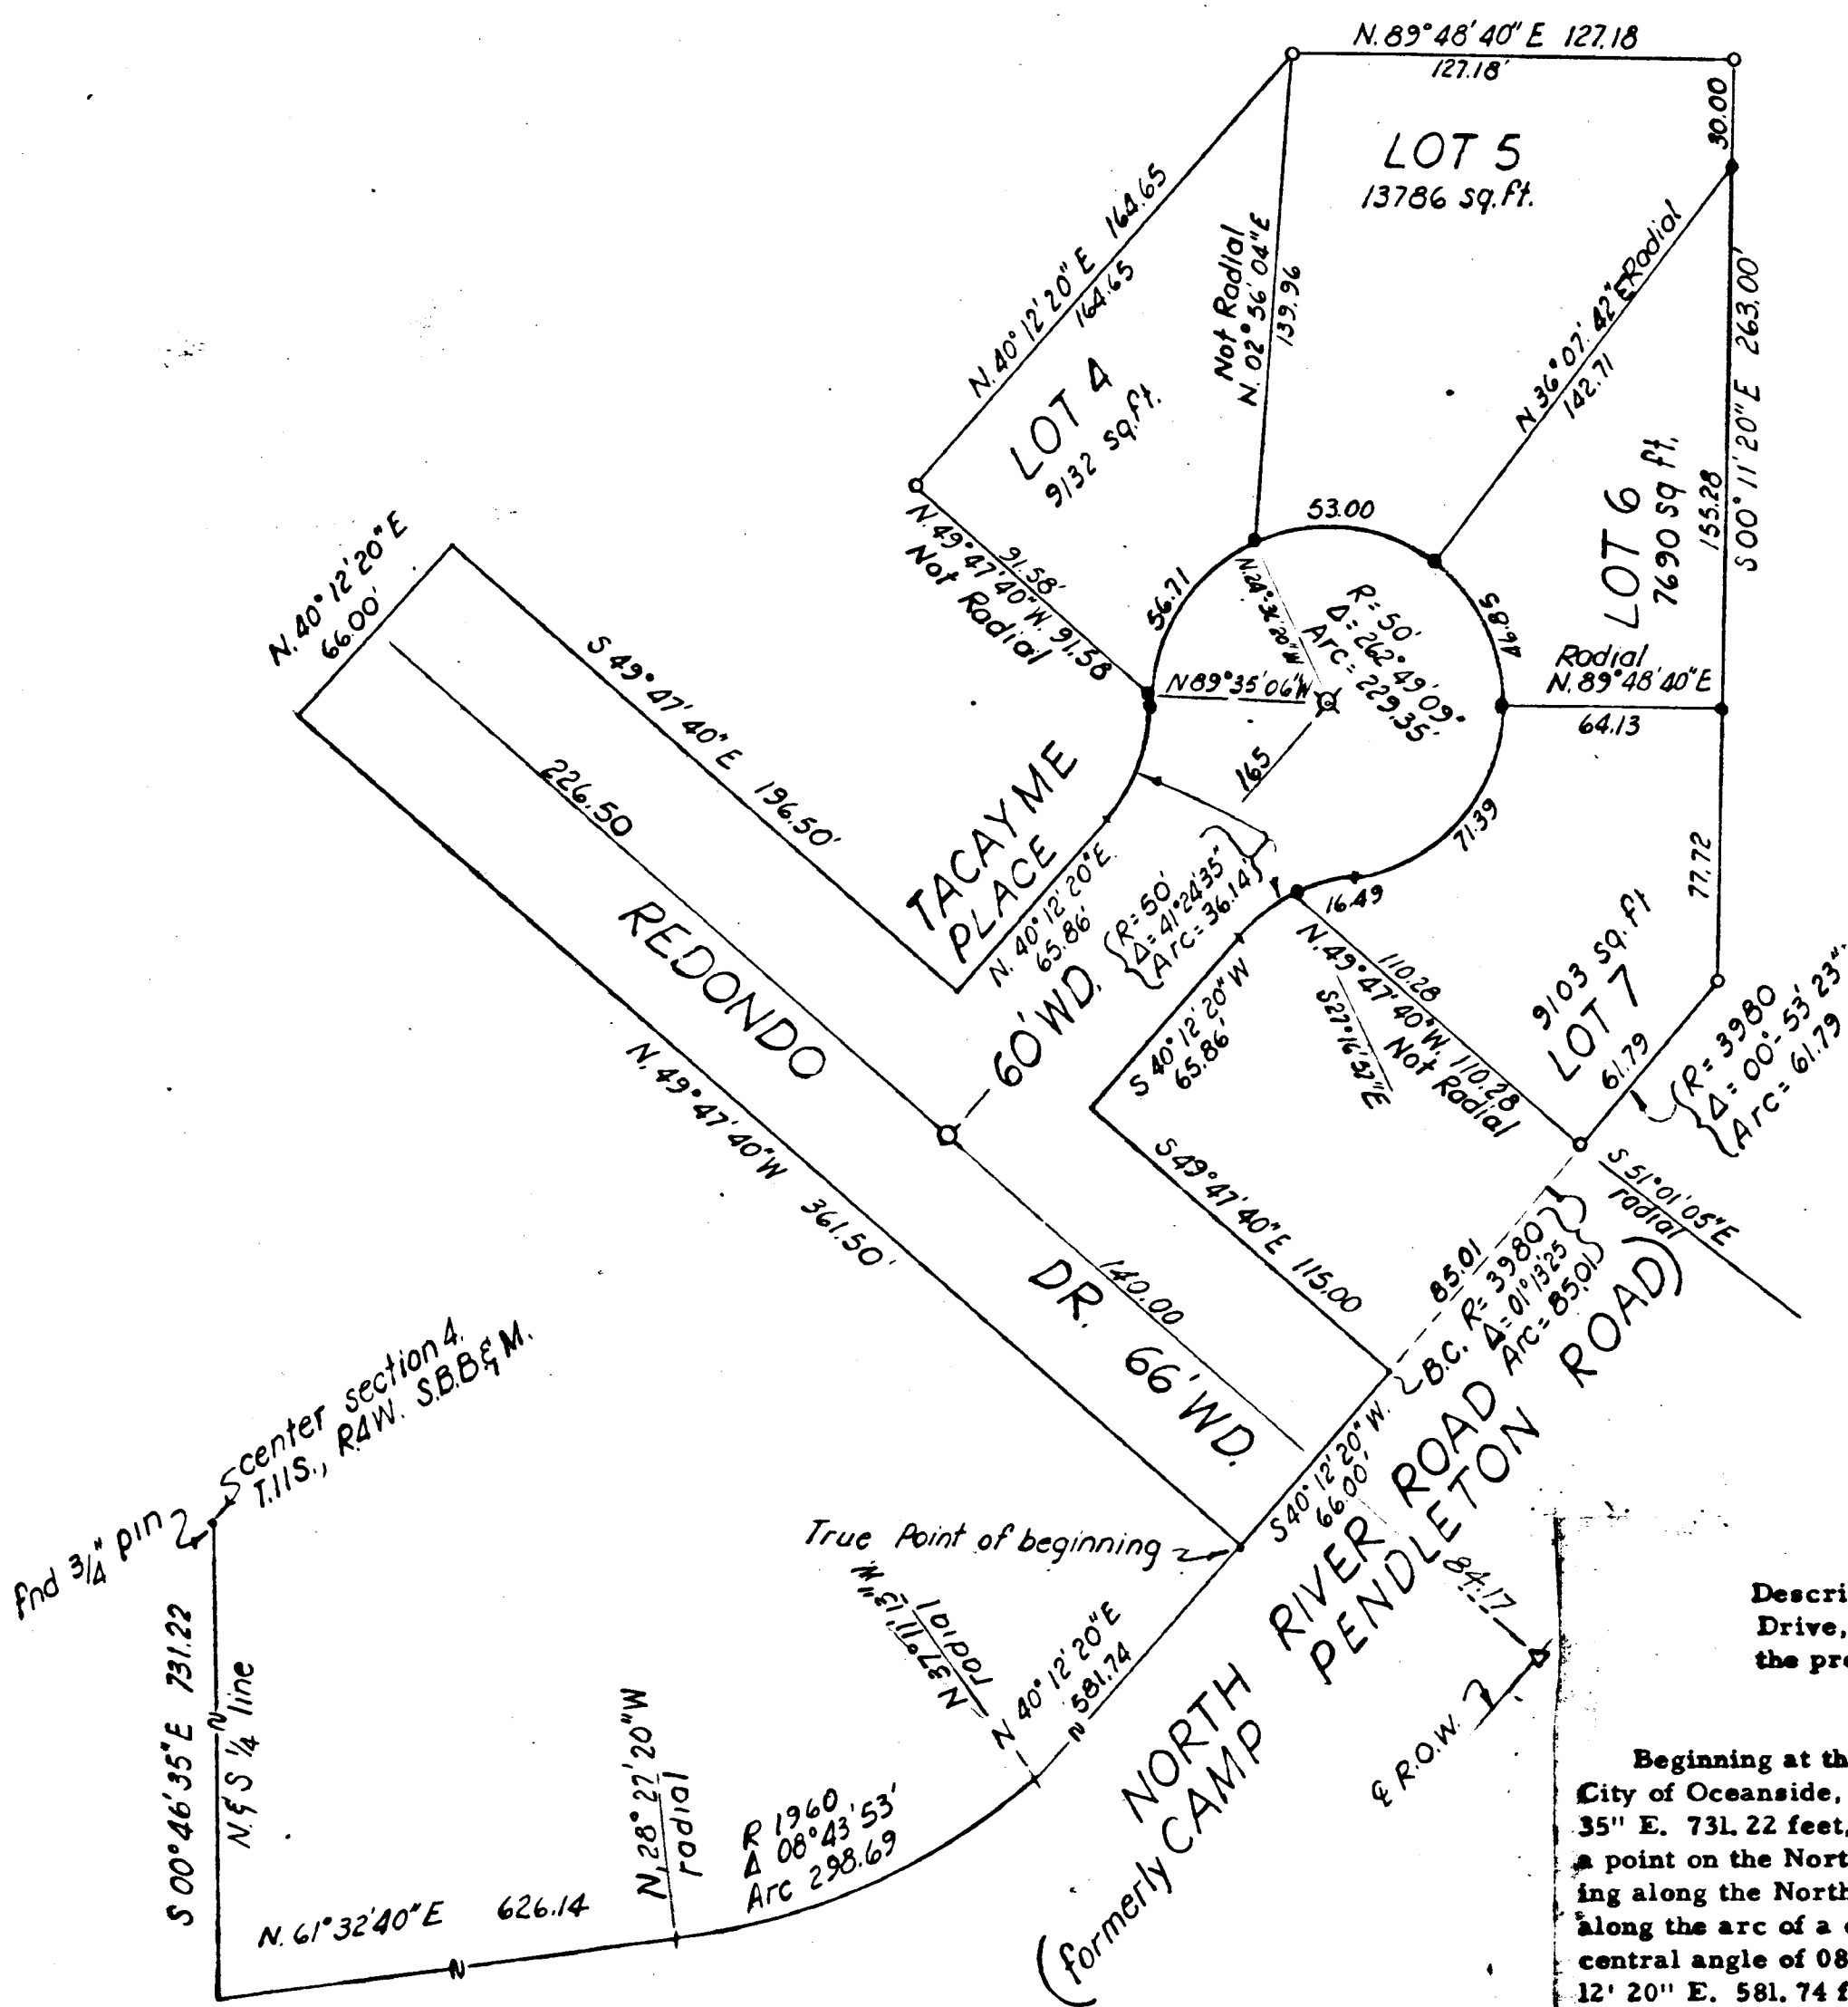 N. 89° 48' 40" E 127.18
127.18'
30.00
LOT 5
13786 sq.ft.
N. 40° 12' 20" E 164.65
164.65
Not Radial
N. 02° 56' 04" E
139.96
N 36° 07' 42" E Radial
142.71
S 00° 11' 20" E 263.00'
155.28
LOT 4
9132 sq.ft.
LOT 6
7690 sq ft.
53.00
56.71
46.85
N. 49° 47' 40" W. 91.58
91.58'
Not Radial
N. 24° 36' 20" W
R = 50'
Δ = 262° 49' 09"
Arc = 229.35'
Radial
N. 89° 48' 40" E
64.13
N 89° 35' 06" W
N. 40° 12' 20" E
66.00'
S 49° 47' 40" E 196.50'
226.50
165
71.39
77.72
TACAYME
PLACE
N. 40° 12' 20" E.
65.86'
60' WD.
R = 50'
Δ = 41° 24' 35"
Arc = 36.14'
16.49
110.28
N. 49° 47' 40" W. 110.28
Not Radial
S 27° 16' 52" E
9103 sq. ft
LOT 7
61.79
R = 3980
Δ = 00° - 53' 23"
Arc = 61.79
S 40° 12' 20" W
65.86'
REDONDO
DR.
66' WD.
N. 49° 47' 40" W 361.50'
140.00
S 49° 47' 40" E 115.00
S 51° 01' 05" E
radial
85.01
B.C. R = 3980
Δ = 01° 13' 25
Arc = 85.01
S 40° 12' 20" W.
66.00'
center section 4.
T.11S., R4W. S.B.B & M.
fnd 3/4" pin
True Point of beginning
N 37° 11' 13" W
radial
N 40° 12' 20" E
581.74
NORTH RIVER ROAD
(formerly CAMP PENDLETON ROAD)
84.17
℄ R.O.W.
S 00° 46' 35" E 731.22
N. & S 1/4 line
N. 61° 32' 40" E 626.14
N. 28° 27' 20" W
radial
R 1960
Δ 08° 43' 53'
Arc 298.69
Descri
Drive,
the pr
Beginning at th
City of Oceanside,
35" E. 731. 22 feet,
a point on the Nort
ing along the North
along the arc of a
central angle of 08
12' 20" E. 581. 74 f